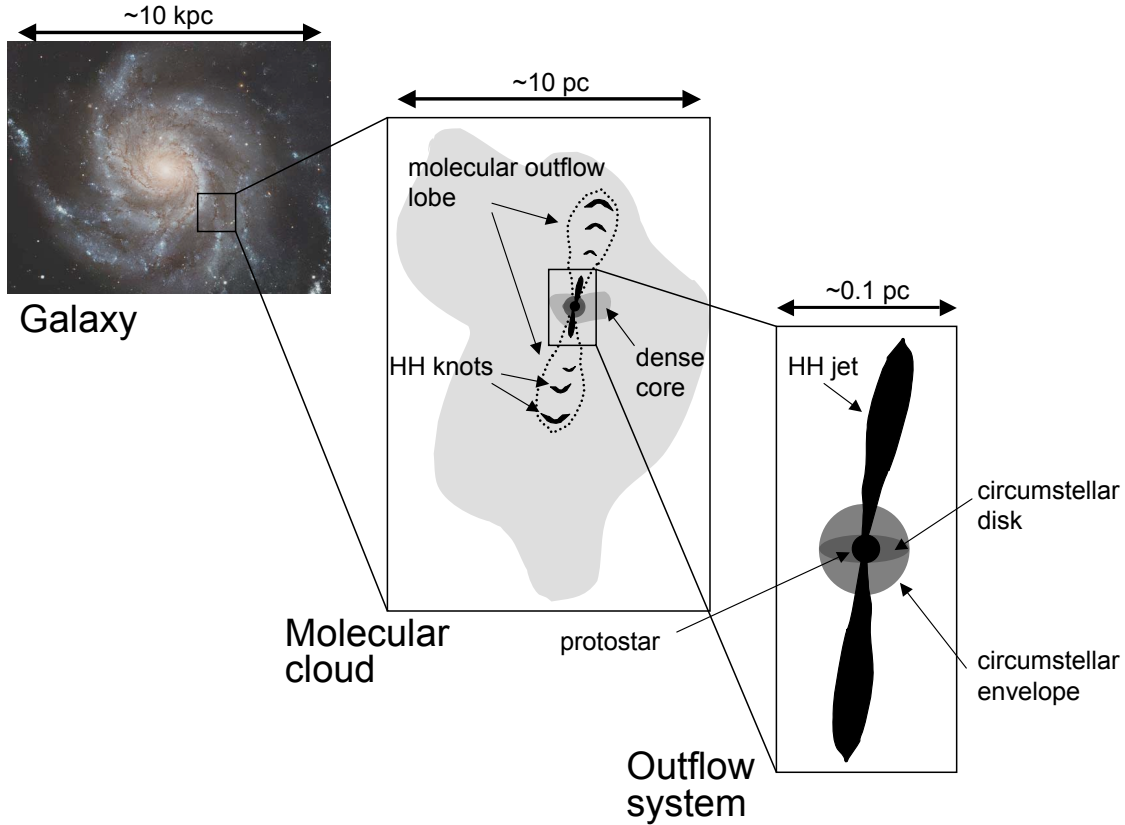 ~10 kpc
Galaxy
~10 pc
molecular outflow
lobe
HH knots
dense
core
Molecular
cloud
~0.1 pc
HH jet
circumstellar
disk
protostar
circumstellar
envelope
Outflow
system